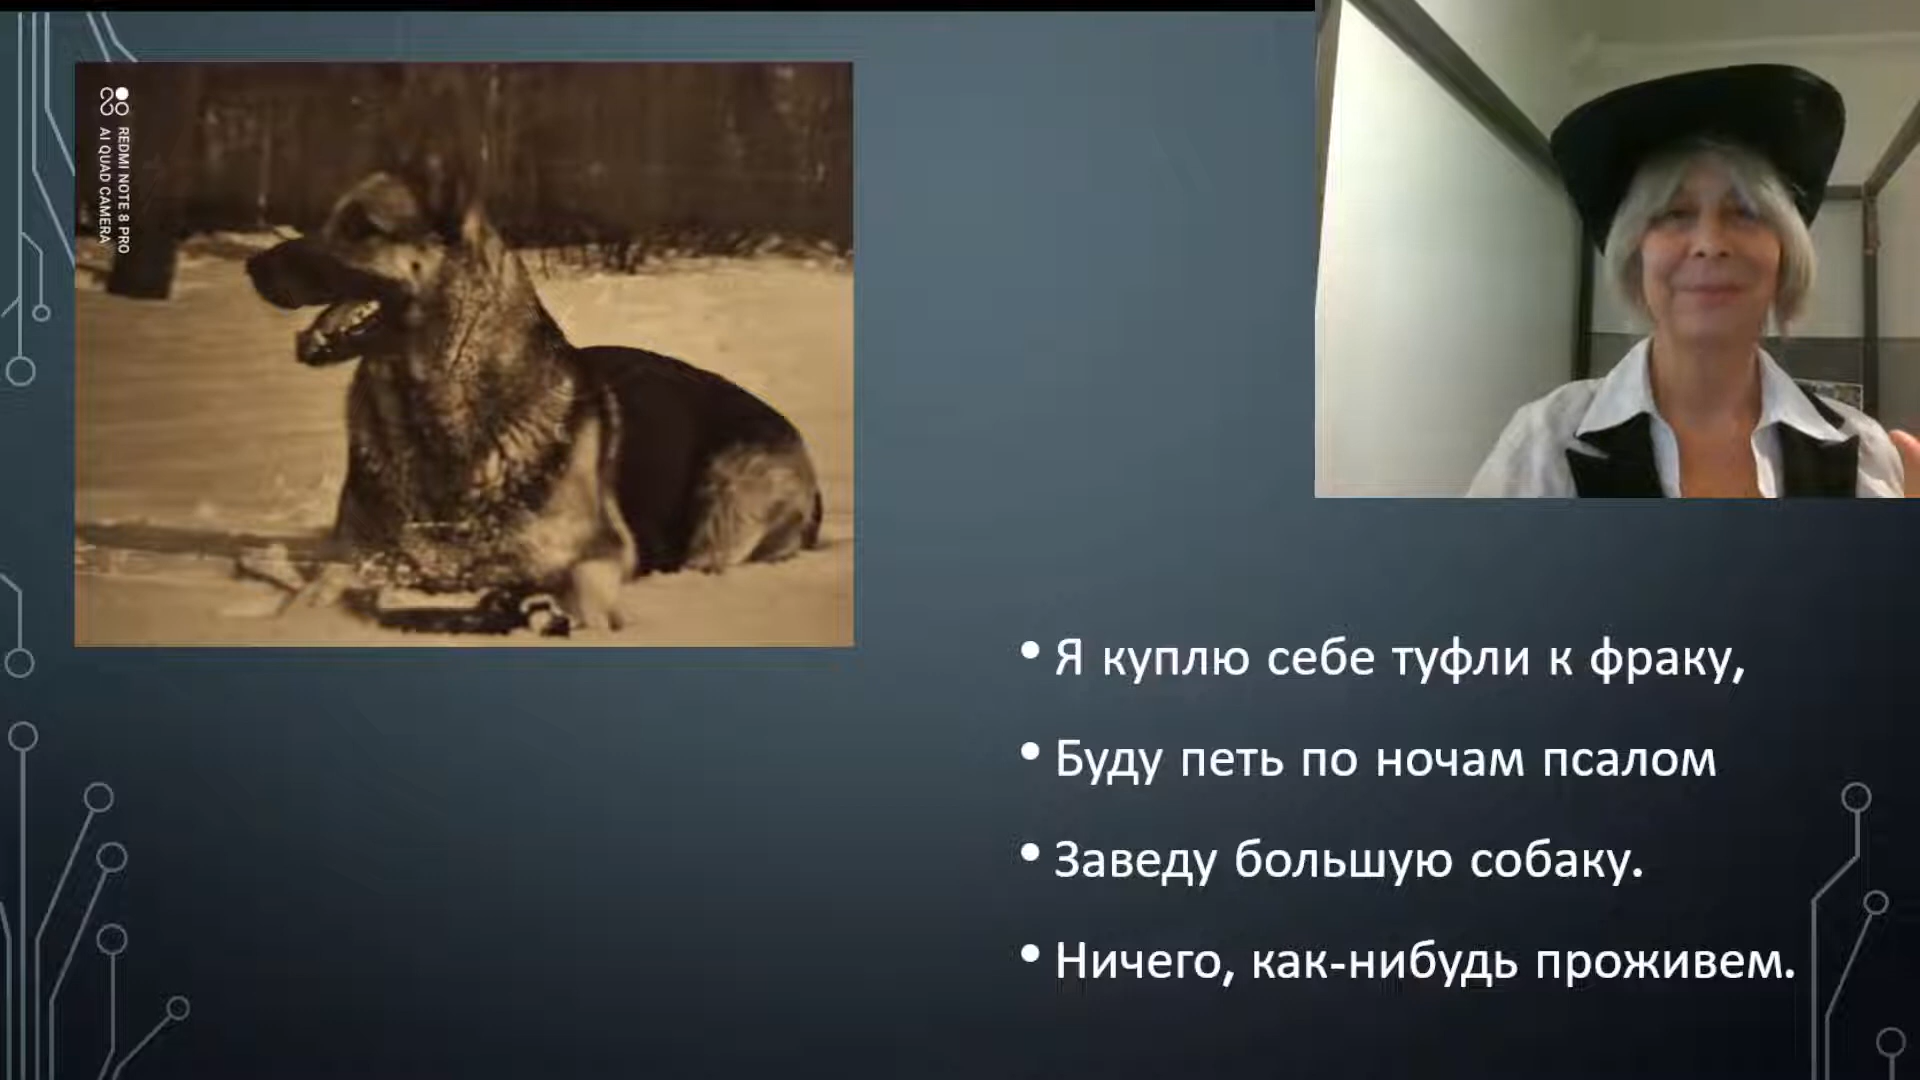 REDMI NOTE 8 PRO
AI QUAD CAMERA
Я куплю себе туфли к фраку,
Буду петь по ночам псалом
Заведу большую собаку.
Ничего, как-нибудь проживем.